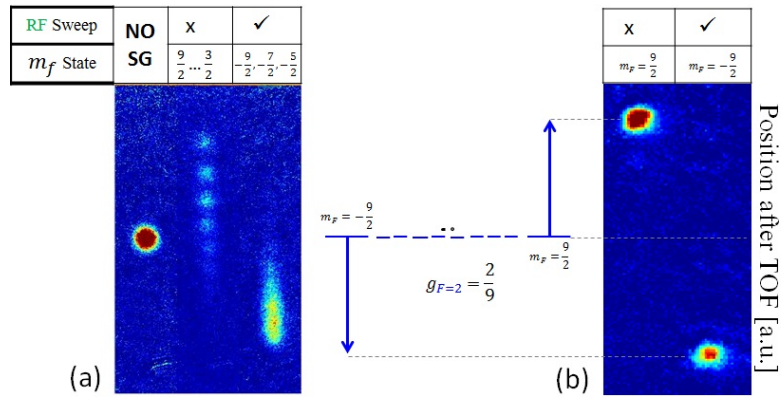 RF Sweep
NO SG
x
✓
m_f State
9/2 ... 3/2
-9/2, -7/2, -5/2
x
✓
m_F = 9/2
m_F = -9/2
m_F = -9/2
m_F = 9/2
g_{F=2} = 2/9
(a)
(b)
Position after TOF [a.u.]